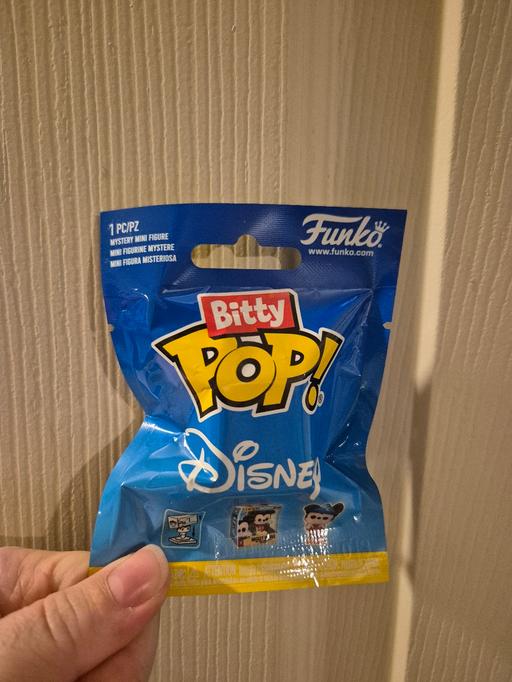 1 PC/PZ
MYSTERY MINI FIGURE
MINI FIGURINE MYSTERE
MINI FIGURA MISTERIOSA
Funko
www.funko.com
Bitty
POP!
Disney